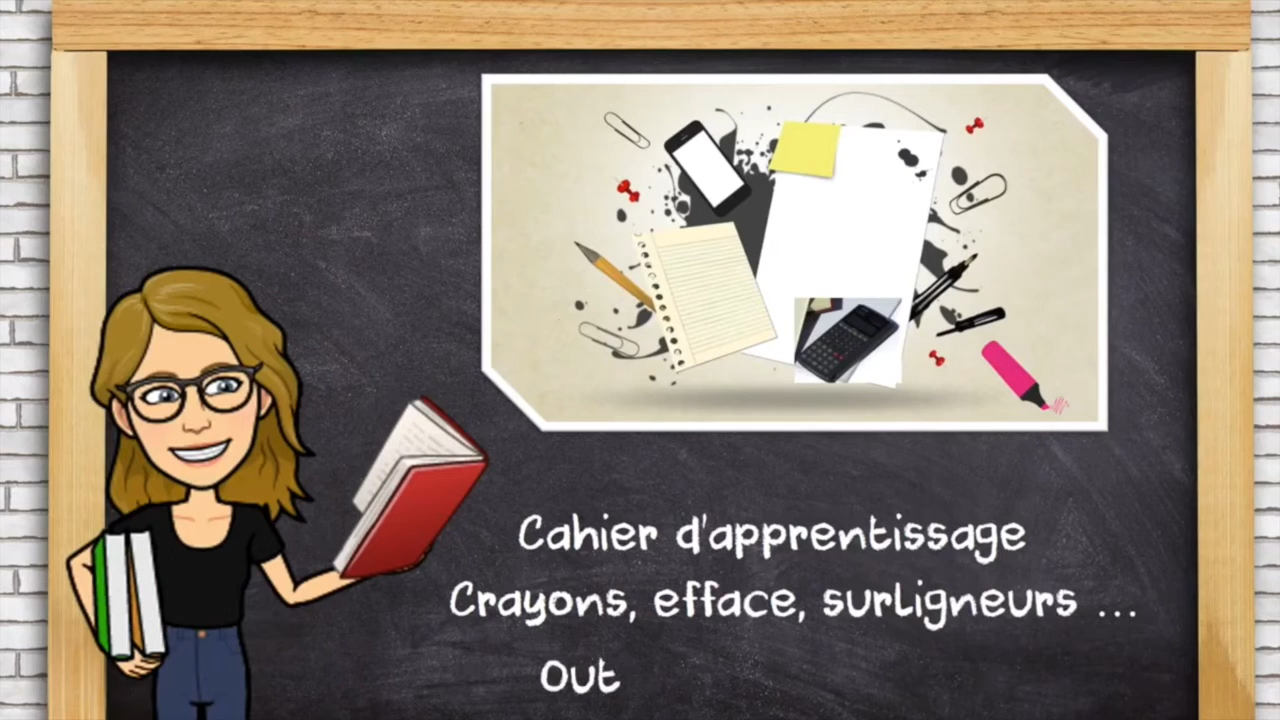 Cahier d'apprentissage
Crayons, efface, surligneurs ...
Out